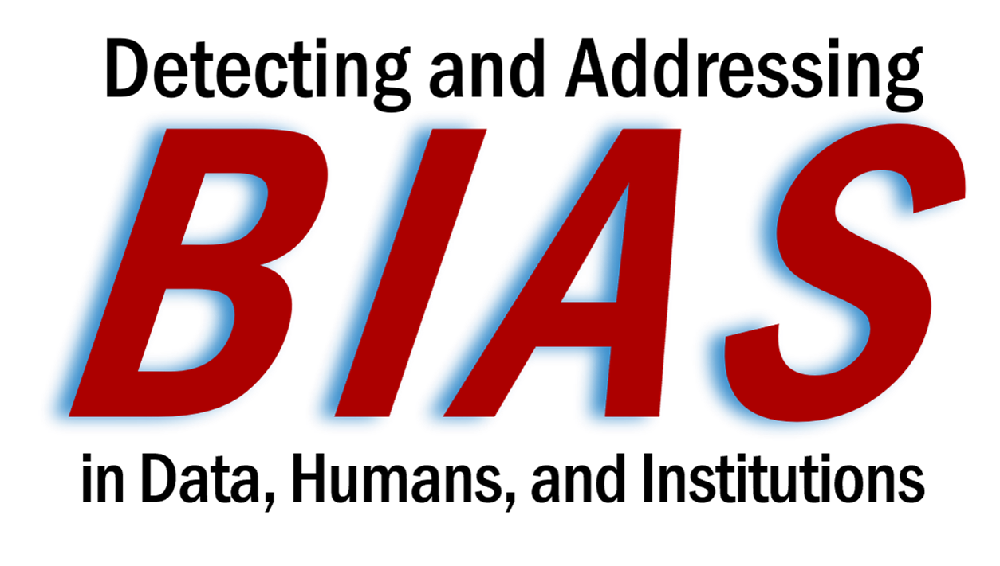 Detecting and Addressing
BIAS
in Data, Humans, and Institutions